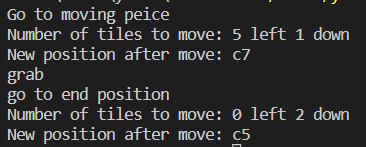 Go to moving peice
Number of tiles to move: 5 left 1 down
New position after move: c7
grab
go to end position
Number of tiles to move: 0 left 2 down
New position after move: c5